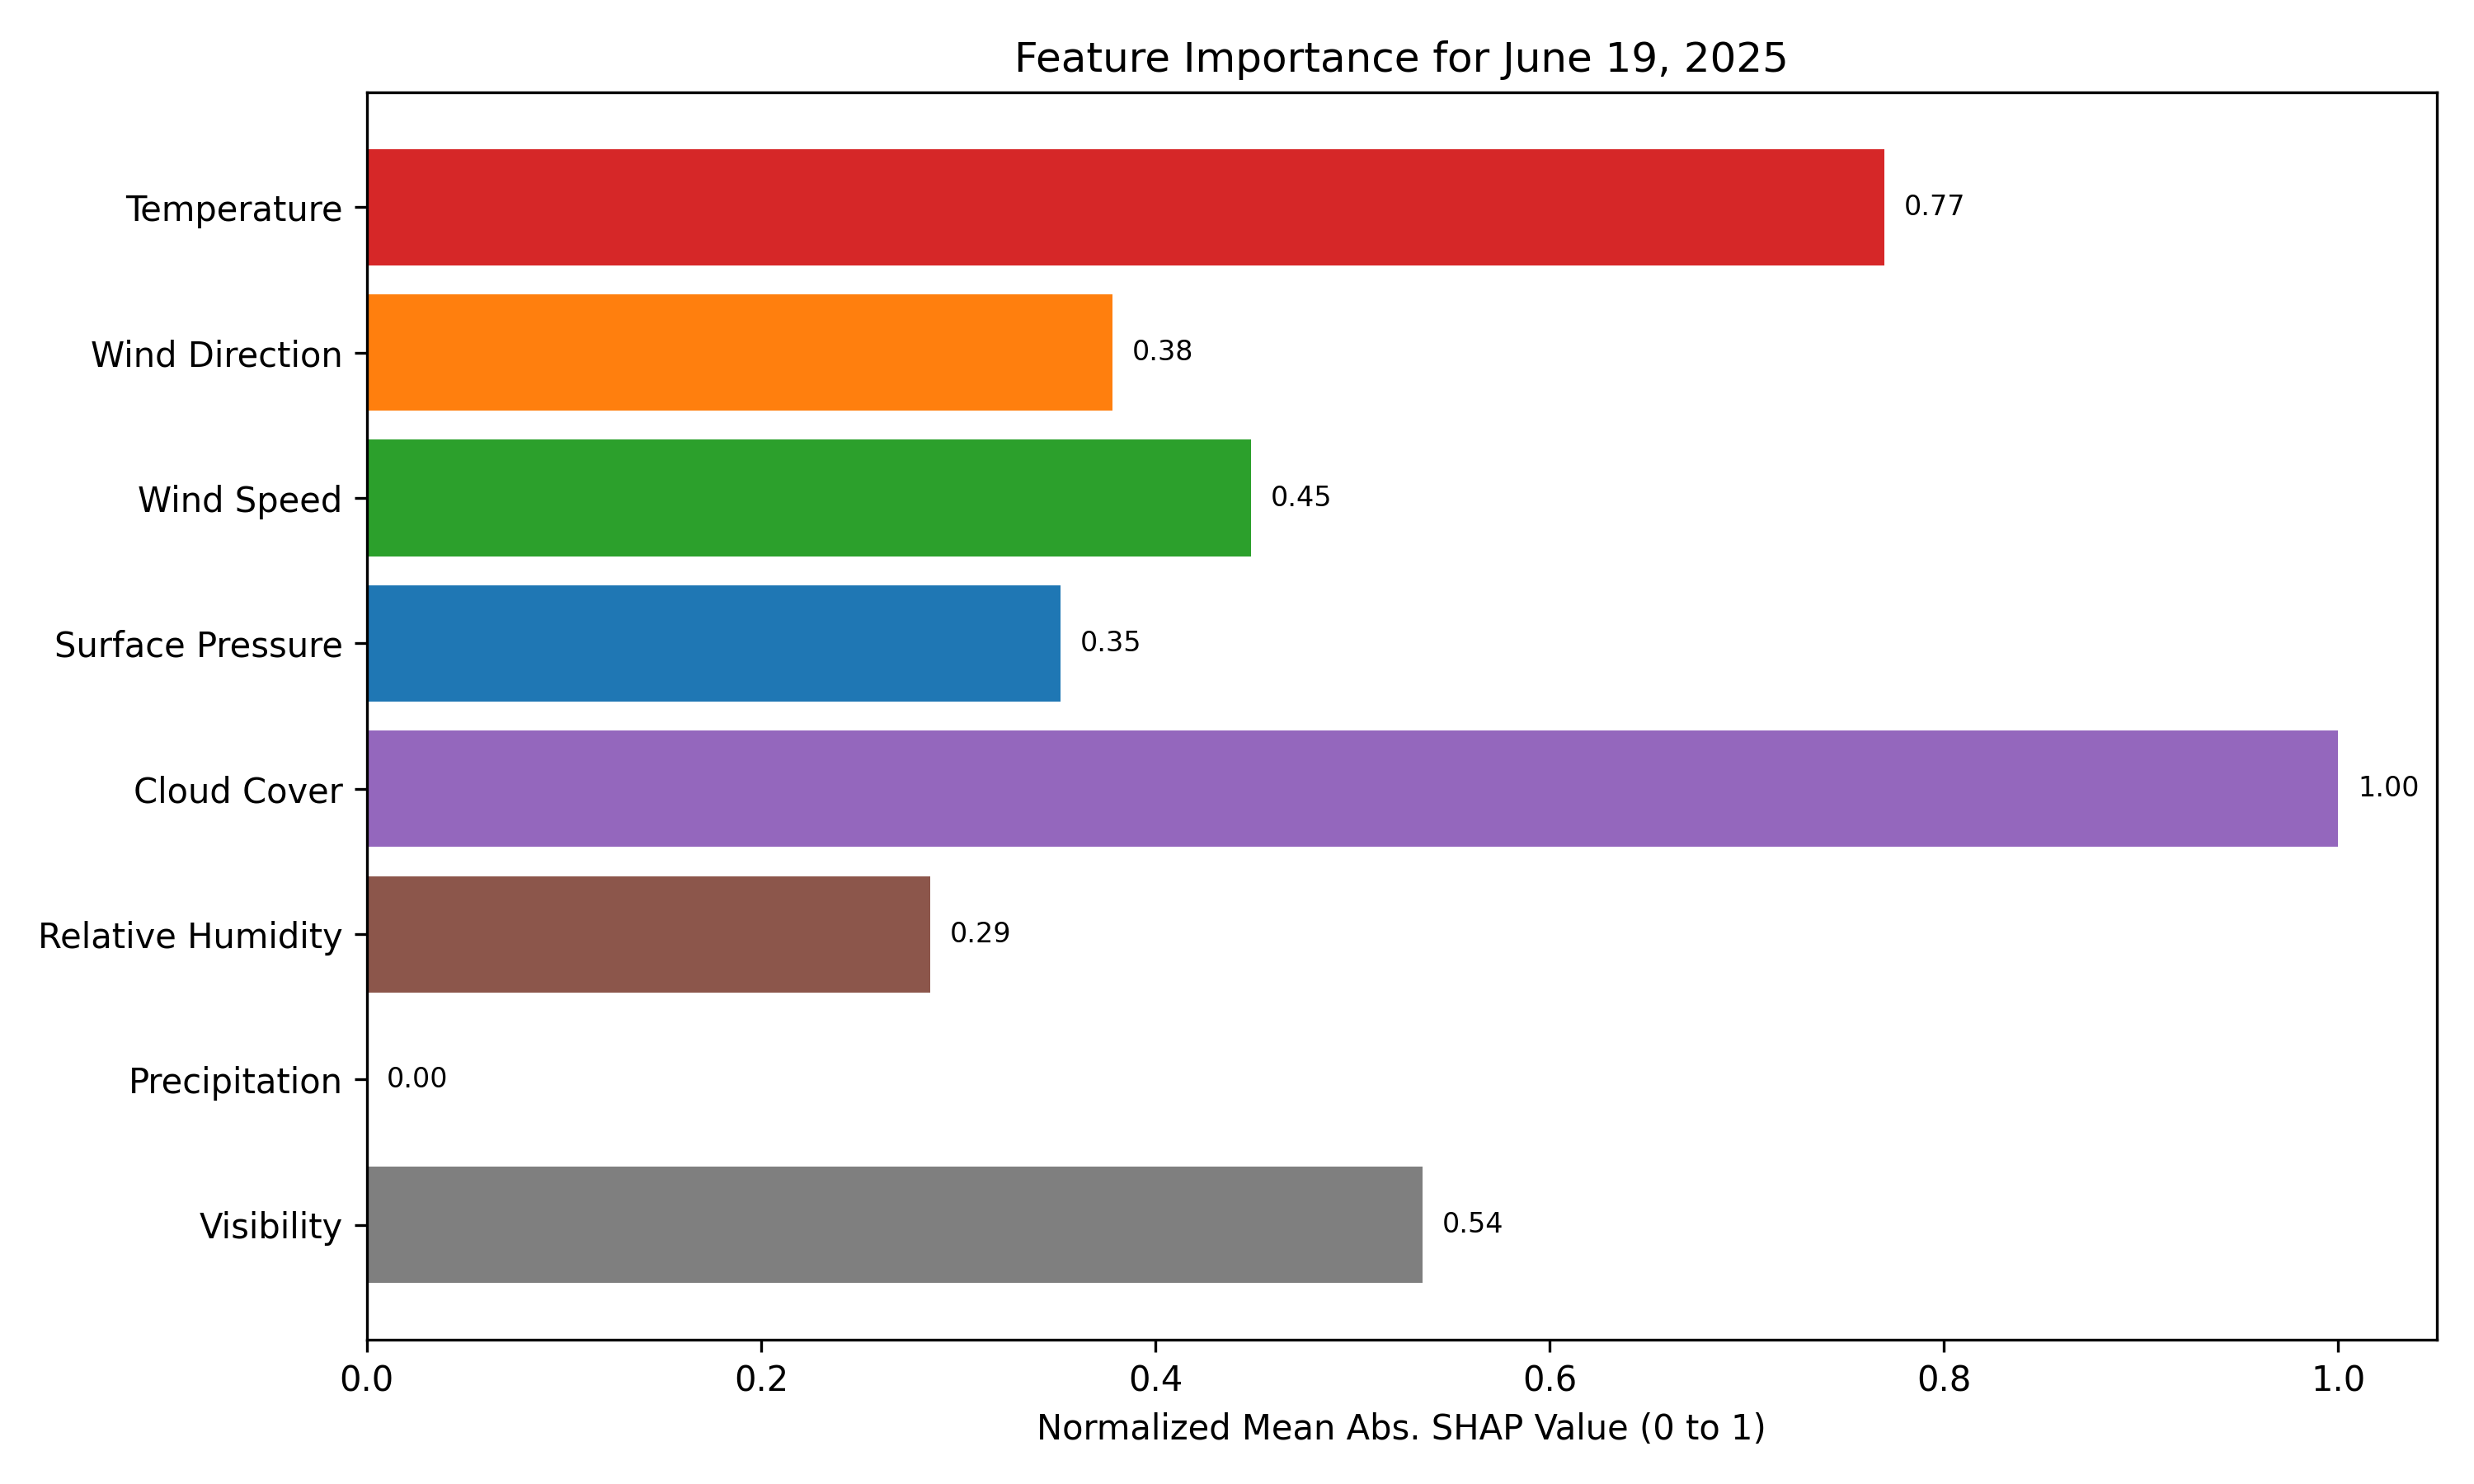 Feature Importance for June 19, 2025
Temperature 0.77
Wind Direction 0.38
Wind Speed 0.45
Surface Pressure 0.35
Cloud Cover 1.00
Relative Humidity 0.29
Precipitation 0.00
Visibility 0.54
0.0 0.2 0.4 0.6 0.8 1.0
Normalized Mean Abs. SHAP Value (0 to 1)